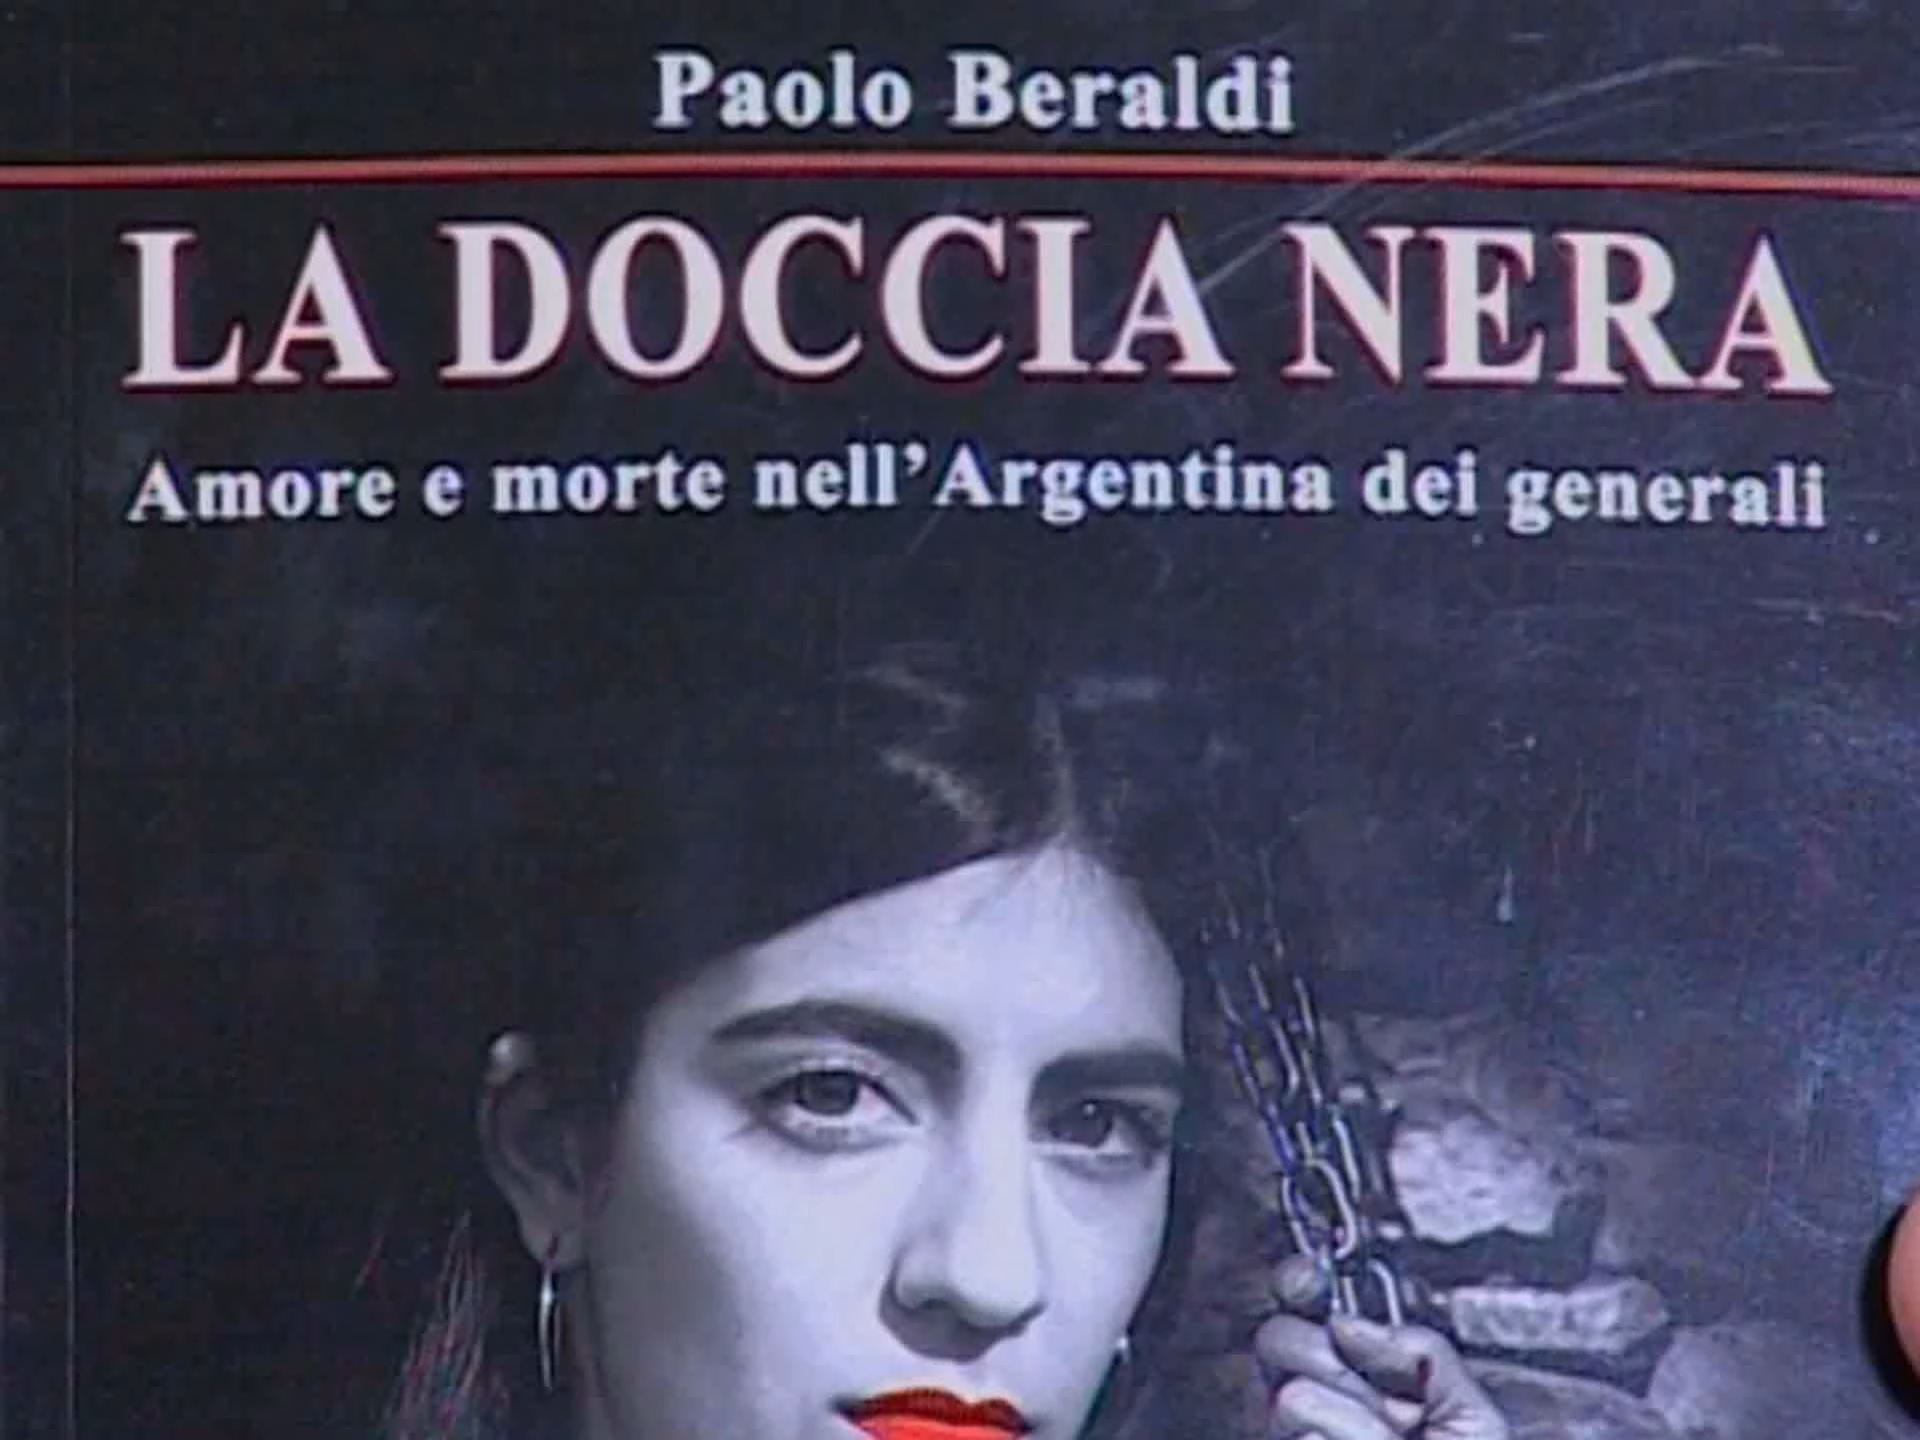 Paolo Beraldi
LA DOCCIA NERA
Amore e morte nell’Argentina dei generali